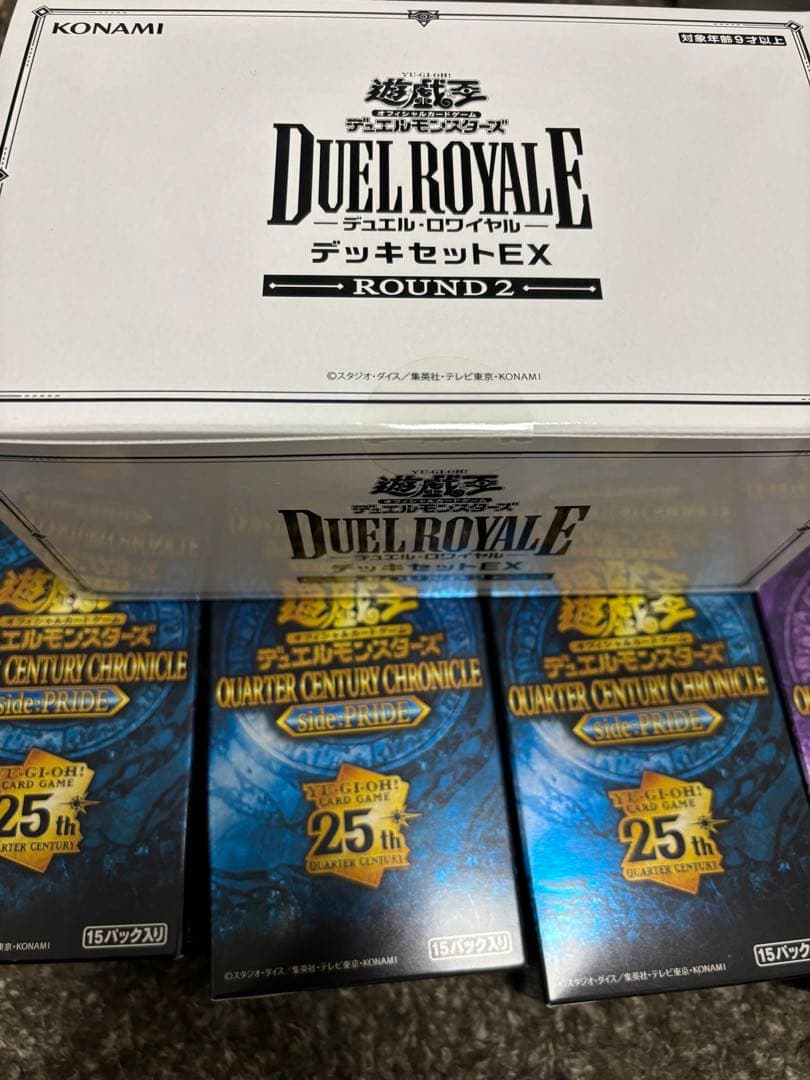 KONAMI
対象年齢9才以上
YU-GI-OH!
遊戯王
オフィシャルカードゲーム
デュエルモンスターズ
DUEL ROYALE
デュエル・ロワイヤル
デッキセットEX
ROUND 2
©スタジオ・ダイス/集英社・テレビ東京・KONAMI
YU-GI-OH!
遊戯王
オフィシャルカードゲーム
デュエルモンスターズ
DUEL ROYALE
デュエル・ロワイヤル
デッキセットEX
遊戯王
オフィシャルカードゲーム
エルモンスターズ
CENTURY CHRONICLE
side:PRIDE
YU-GI-OH!
CARD GAME
25th
RTER CENTURY
15パック入り
東京・KONAMI
遊戯王
オフィシャルカードゲーム
デュエルモンスターズ
QUARTER CENTURY CHRONICLE
side:PRIDE
YU-GI-OH!
CARD GAME
25th
QUARTER CENTURY
15パック入り
©スタジオ・ダイス/集英社・テレビ東京・KONAMI
遊戯王
オフィシャルカードゲーム
デュエルモンスターズ
QUARTER CENTURY CHRONICLE
side:PRIDE
YU-GI-OH!
CARD GAME
25th
QUARTER CENTURY
15パック
©スタジオ・ダイス/集英社・テレビ東京・KONAMI